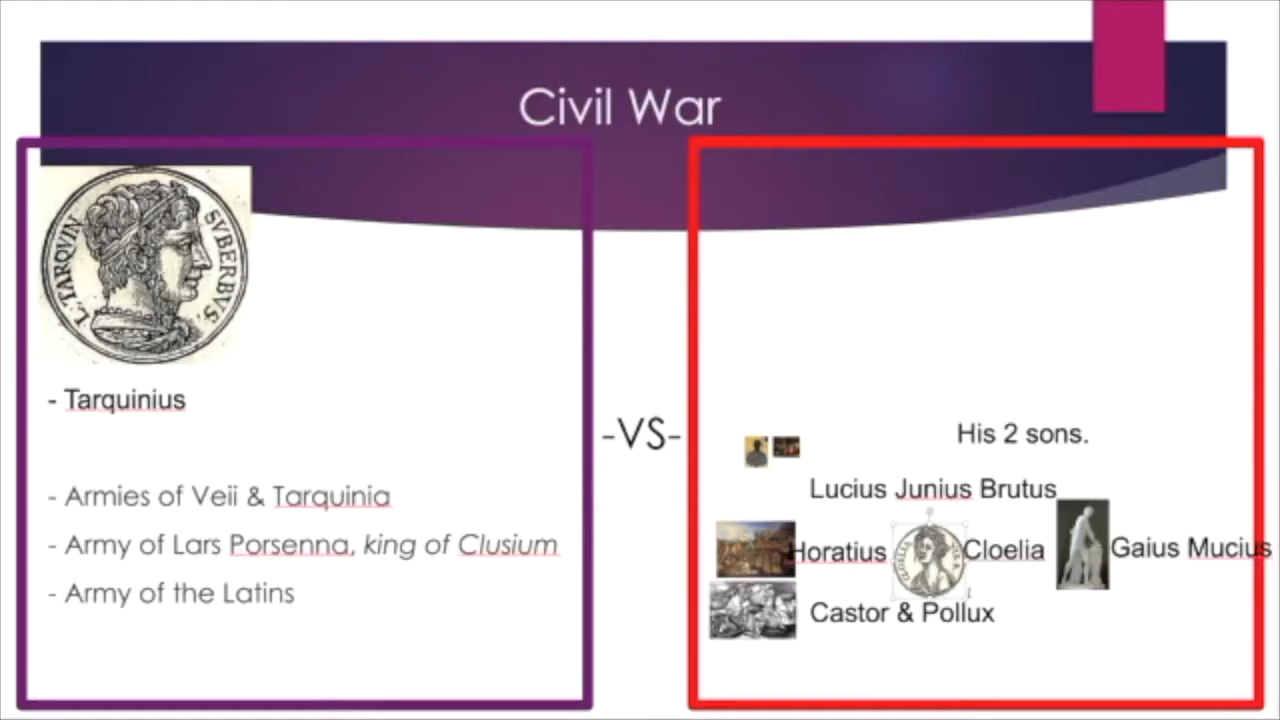 Civil War
L. TARQVIN SVBERBVS.
- Tarquinius
- Armies of Veii & Tarquinia
- Army of Lars Porsenna, king of Clusium
- Army of the Latins
-VS-
His 2 sons.
Lucius Junius Brutus
Horatius
Cloelia
Gaius Mucius
Castor & Pollux